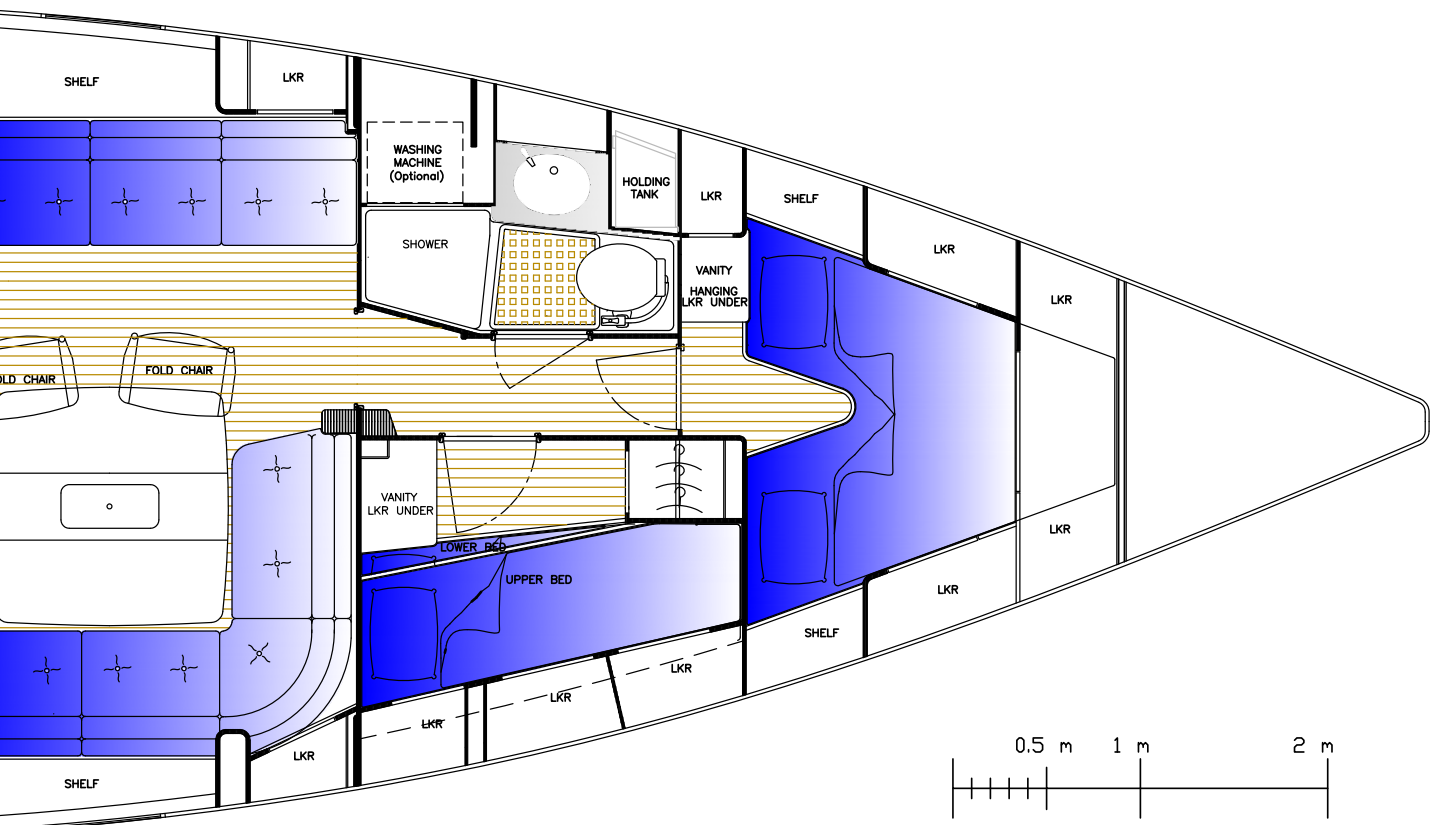 SHELF
LKR
WASHING
MACHINE
(Optional)
HOLDING
TANK
LKR
SHELF
SHOWER
LKR
VANITY
HANGING
LKR UNDER
LKR
FOLD CHAIR
OLD CHAIR
VANITY
LKR UNDER
LOWER BED
UPPER BED
LKR
LKR
SHELF
LKR
LKR
LKR
LKR
SHELF
0.5 m 1 m 2 m